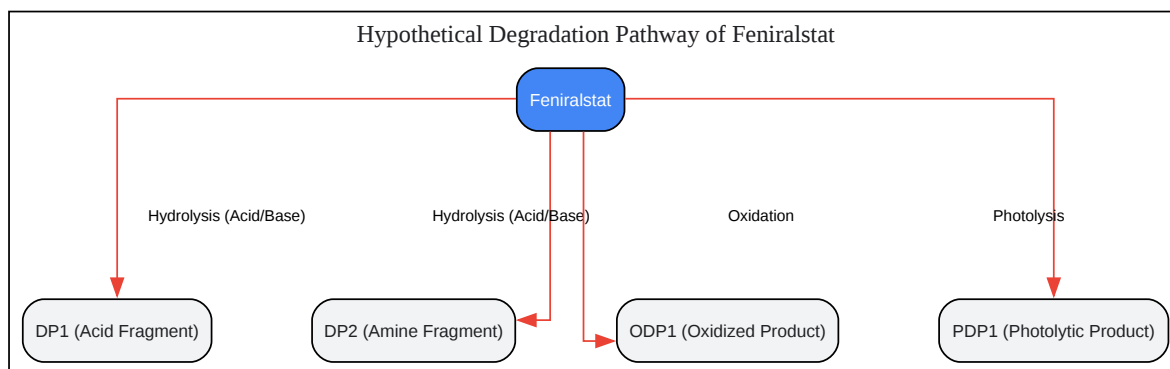 Hypothetical Degradation Pathway of Feniralstat
Feniralstat
Hydrolysis (Acid/Base)
Hydrolysis (Acid/Base)
Oxidation
Photolysis
DP1 (Acid Fragment)
DP2 (Amine Fragment)
ODP1 (Oxidized Product)
PDP1 (Photolytic Product)